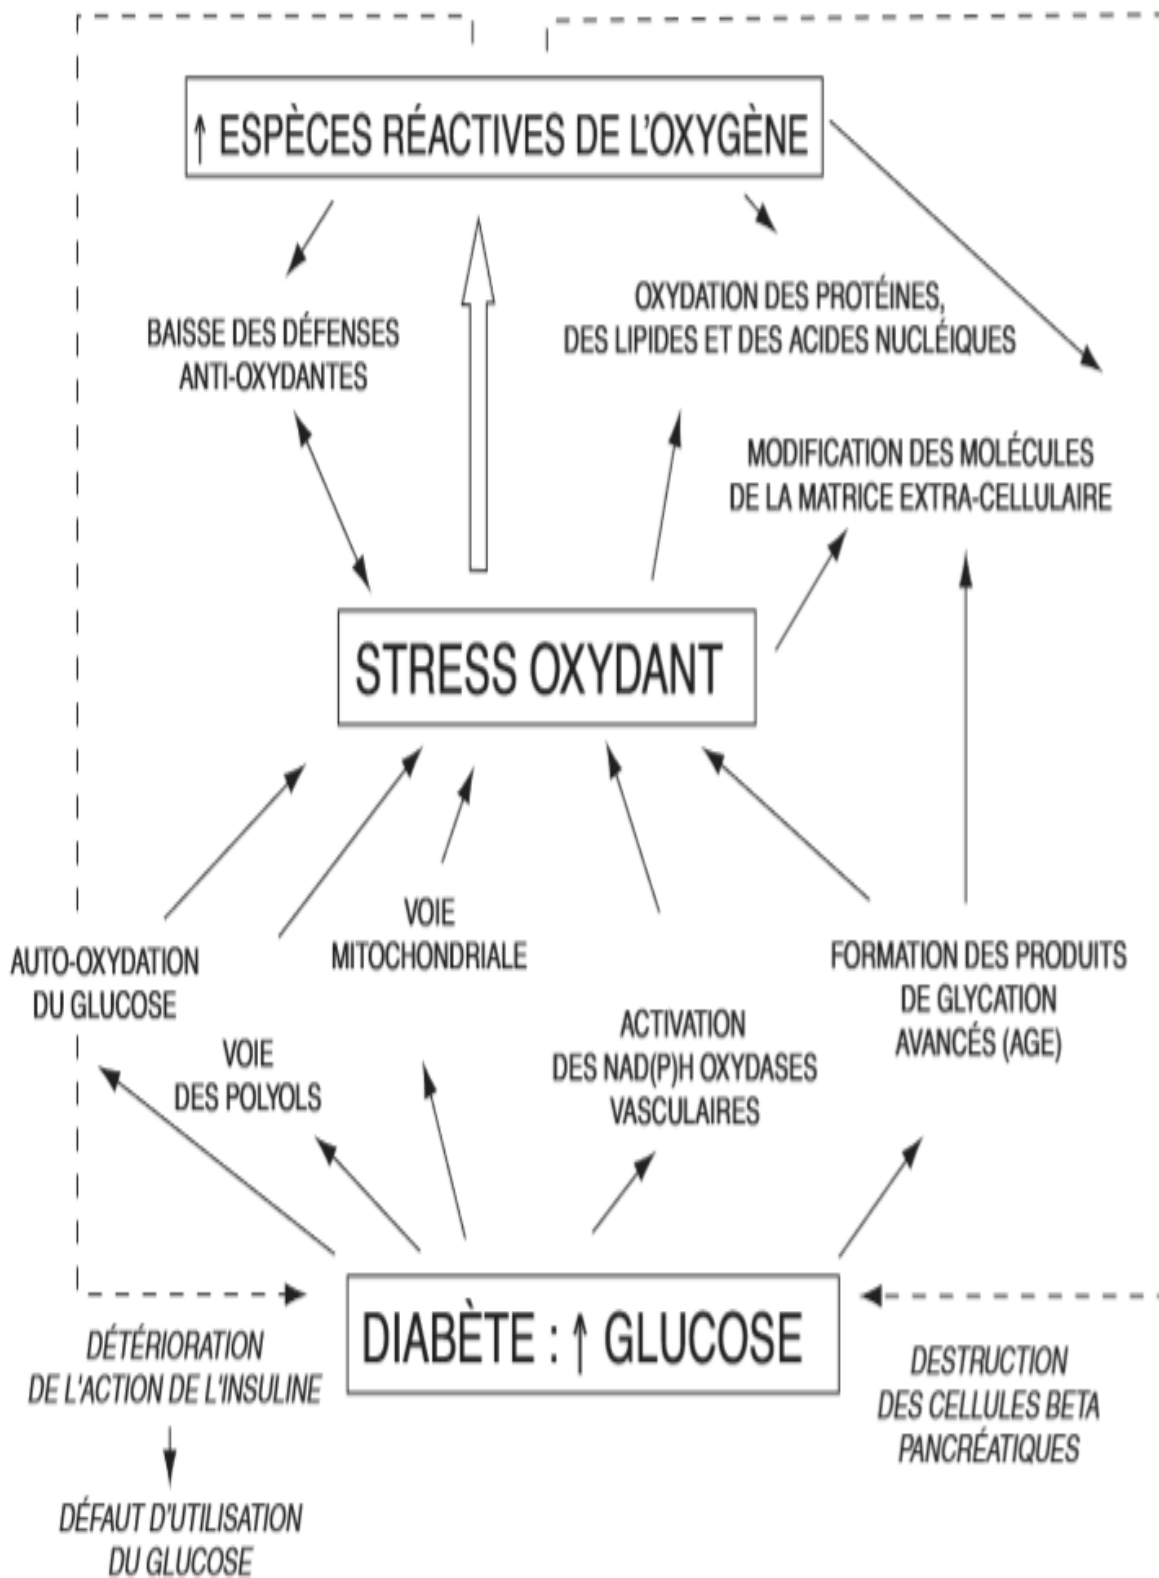 ↑ ESPÈCES RÉACTIVES DE L'OXYGÈNE
BAISSE DES DÉFENSES
ANTI-OXYDANTES
OXYDATION DES PROTÉINES,
DES LIPIDES ET DES ACIDES NUCLÉIQUES
MODIFICATION DES MOLÉCULES
DE LA MATRICE EXTRA-CELLULAIRE
STRESS OXYDANT
AUTO-OXYDATION
DU GLUCOSE
VOIE
DES POLYOLS
VOIE
MITOCHONDRIALE
ACTIVATION
DES NAD(P)H OXYDASES
VASCULAIRES
FORMATION DES PRODUITS
DE GLYCATION
AVANCÉS (AGE)
DIABÈTE : ↑ GLUCOSE
DÉTÉRIORATION
DE L'ACTION DE L'INSULINE
DÉFAUT D'UTILISATION
DU GLUCOSE
DESTRUCTION
DES CELLULES BETA
PANCRÉATIQUES